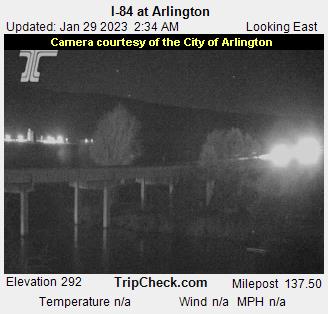 I-84 at Arlington
Updated: Jan 29 2023 2:34 AM Looking East
Camera courtesy of the City of Arlington
Elevation 292 TripCheck.com Milepost 137.50
Temperature n/a Wind n/a MPH n/a